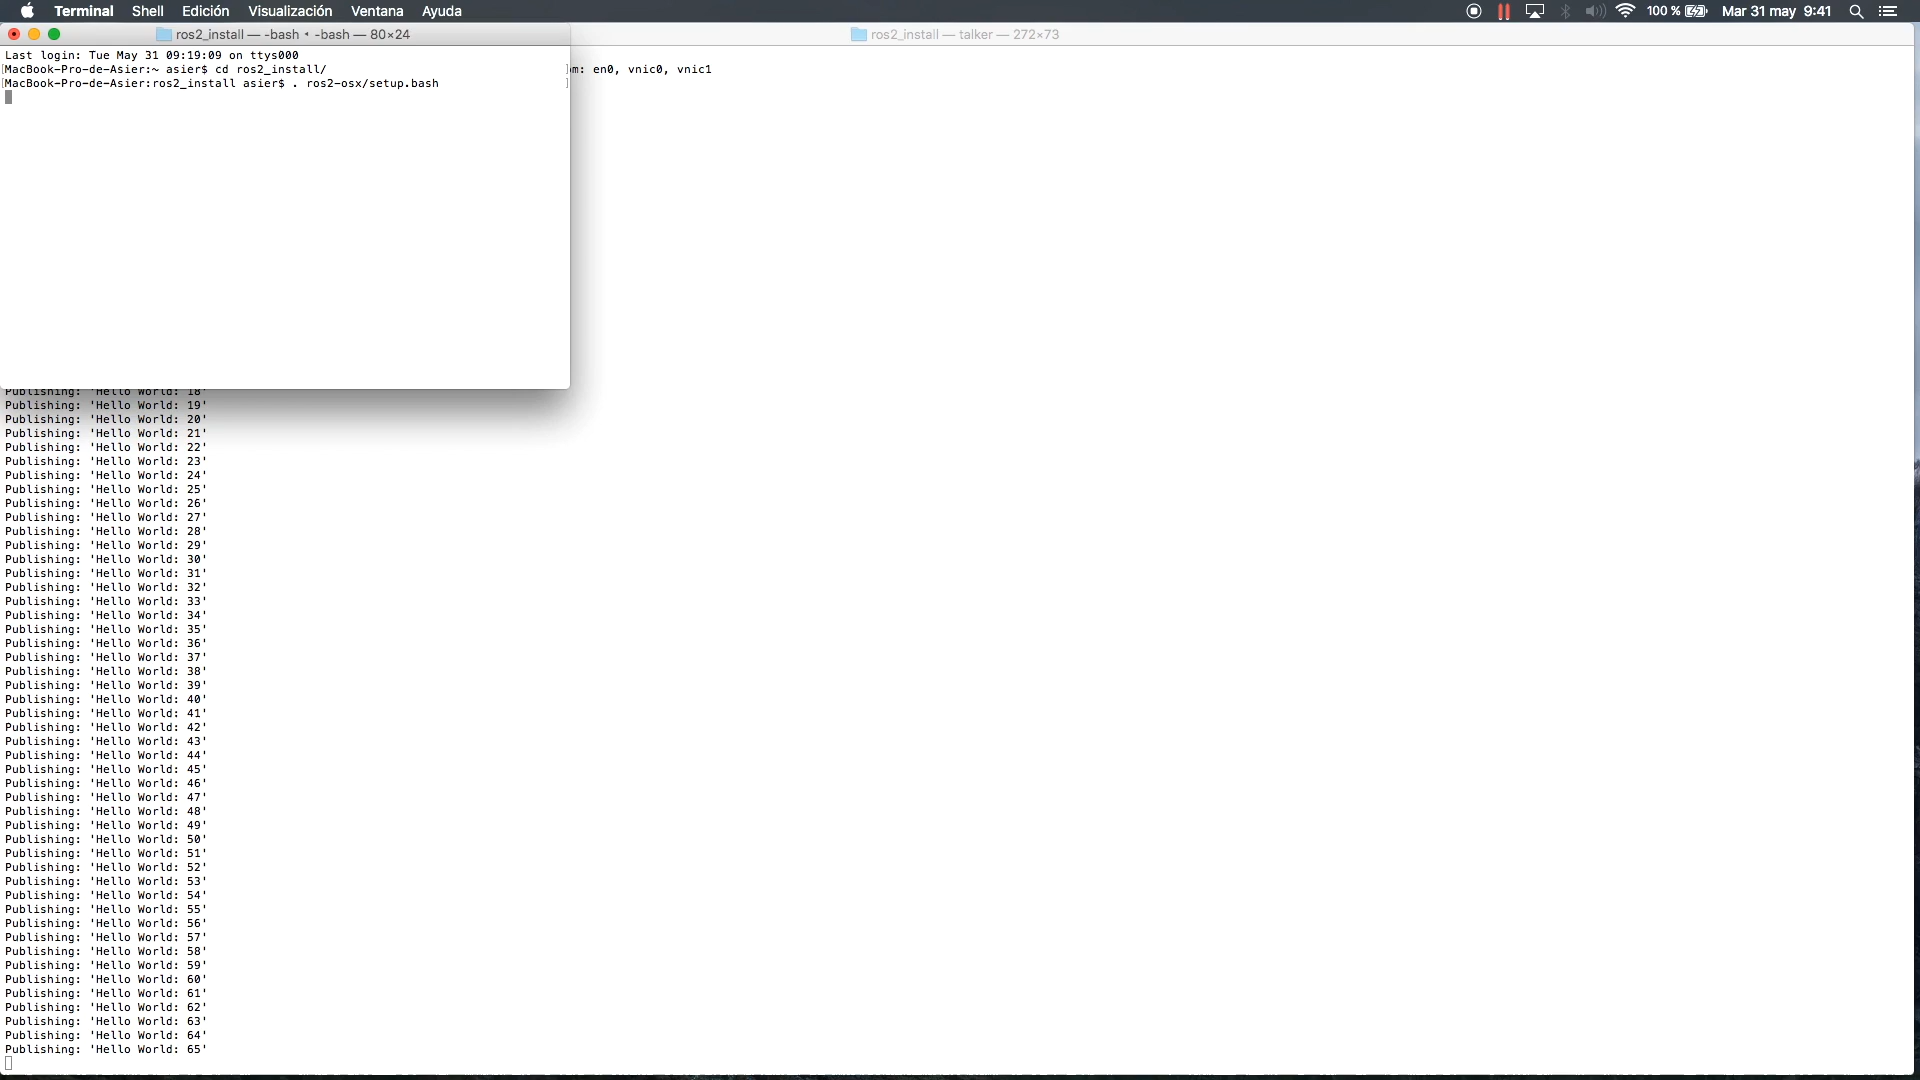 Terminal Shell Edición Visualización Ventana Ayuda 100 % Mar 31 may 9:41
ros2_install — -bash • -bash — 80×24
ros2_install — talker — 272×73
Last login: Tue May 31 09:19:09 on ttys000
[MacBook-Pro-de-Asier:~ asier$ cd ros2_install/ ]
m: en0, vnic0, vnic1
[MacBook-Pro-de-Asier:ros2_install asier$ . ros2-osx/setup.bash ]
Publishing: 'Hello World: 18'
Publishing: 'Hello World: 19'
Publishing: 'Hello World: 20'
Publishing: 'Hello World: 21'
Publishing: 'Hello World: 22'
Publishing: 'Hello World: 23'
Publishing: 'Hello World: 24'
Publishing: 'Hello World: 25'
Publishing: 'Hello World: 26'
Publishing: 'Hello World: 27'
Publishing: 'Hello World: 28'
Publishing: 'Hello World: 29'
Publishing: 'Hello World: 30'
Publishing: 'Hello World: 31'
Publishing: 'Hello World: 32'
Publishing: 'Hello World: 33'
Publishing: 'Hello World: 34'
Publishing: 'Hello World: 35'
Publishing: 'Hello World: 36'
Publishing: 'Hello World: 37'
Publishing: 'Hello World: 38'
Publishing: 'Hello World: 39'
Publishing: 'Hello World: 40'
Publishing: 'Hello World: 41'
Publishing: 'Hello World: 42'
Publishing: 'Hello World: 43'
Publishing: 'Hello World: 44'
Publishing: 'Hello World: 45'
Publishing: 'Hello World: 46'
Publishing: 'Hello World: 47'
Publishing: 'Hello World: 48'
Publishing: 'Hello World: 49'
Publishing: 'Hello World: 50'
Publishing: 'Hello World: 51'
Publishing: 'Hello World: 52'
Publishing: 'Hello World: 53'
Publishing: 'Hello World: 54'
Publishing: 'Hello World: 55'
Publishing: 'Hello World: 56'
Publishing: 'Hello World: 57'
Publishing: 'Hello World: 58'
Publishing: 'Hello World: 59'
Publishing: 'Hello World: 60'
Publishing: 'Hello World: 61'
Publishing: 'Hello World: 62'
Publishing: 'Hello World: 63'
Publishing: 'Hello World: 64'
Publishing: 'Hello World: 65'